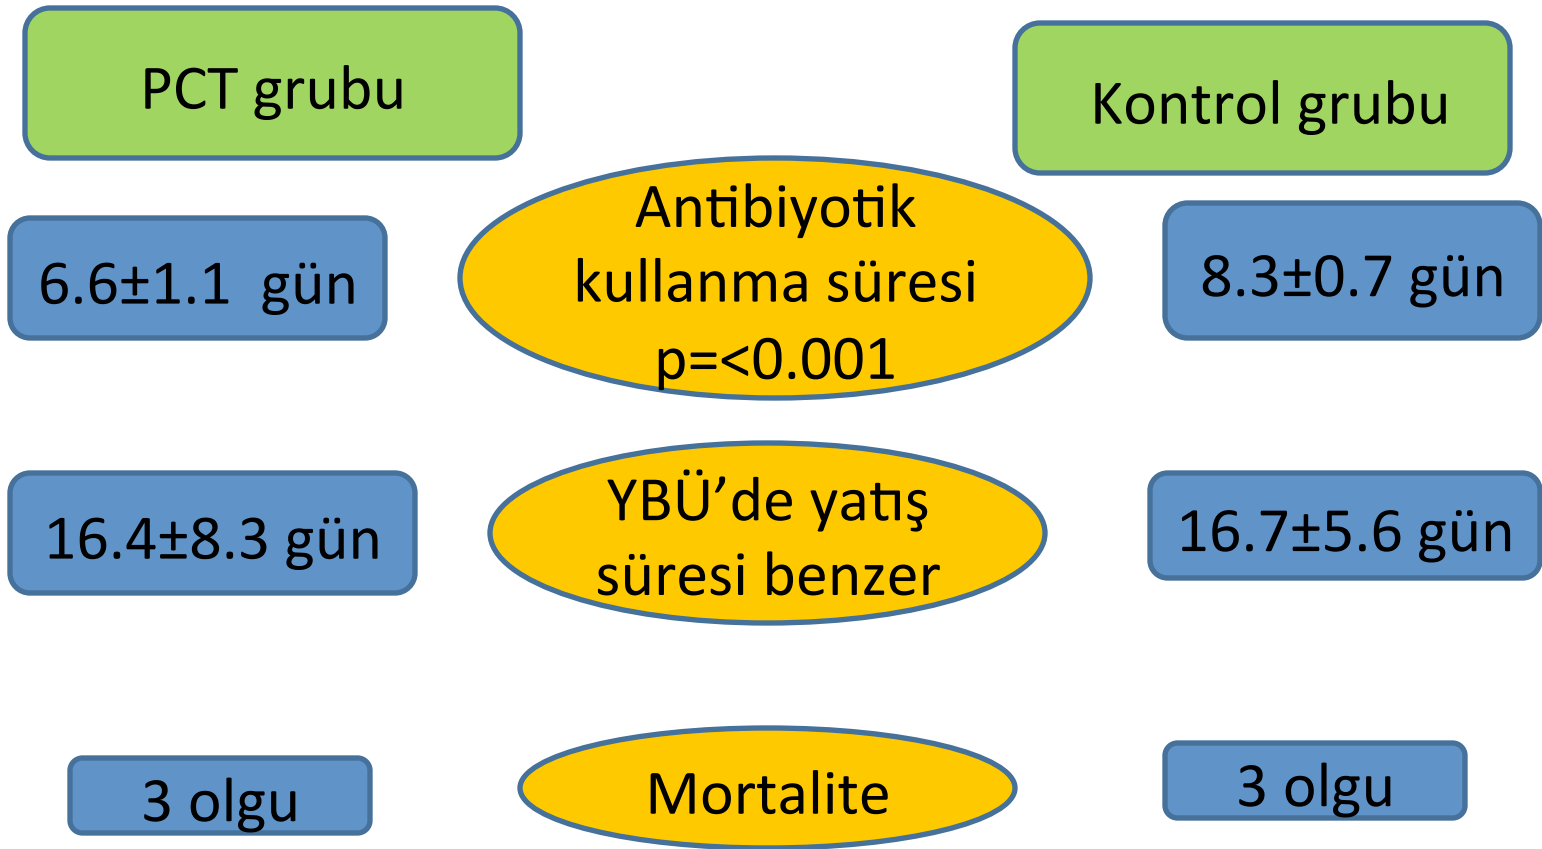 PCT grubu
Kontrol grubu
6.6±1.1 gün
Antibiyotik
kullanma süresi
p=<0.001
8.3±0.7 gün
16.4±8.3 gün
YBÜ’de yatış
süresi benzer
16.7±5.6 gün
3 olgu
Mortalite
3 olgu